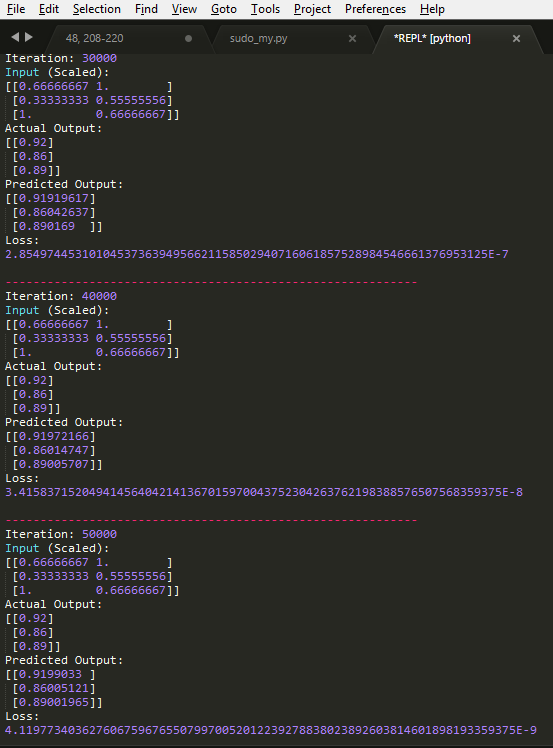 File Edit Selection Find View Goto Tools Project Preferences Help
48, 208-220 sudo_my.py *REPL* [python]
Iteration: 30000
Input (Scaled):
[[0.66666667 1.        ]
 [0.33333333 0.55555556]
 [1.         0.66666667]]
Actual Output:
[[0.92]
 [0.86]
 [0.89]]
Predicted Output:
[[0.91919617]
 [0.86042637]
 [0.890169  ]]
Loss:
2.8549744531010453736394956621158502940716061857528984546661376953125E-7
-----------------------------------------------------------
Iteration: 40000
Input (Scaled):
[[0.66666667 1.        ]
 [0.33333333 0.55555556]
 [1.         0.66666667]]
Actual Output:
[[0.92]
 [0.86]
 [0.89]]
Predicted Output:
[[0.91972166]
 [0.86014747]
 [0.89005707]]
Loss:
3.415837152049414564042141367015970043752304263762198388576507568359375E-8
-----------------------------------------------------------
Iteration: 50000
Input (Scaled):
[[0.66666667 1.        ]
 [0.33333333 0.55555556]
 [1.         0.66666667]]
Actual Output:
[[0.92]
 [0.86]
 [0.89]]
Predicted Output:
[[0.9199033 ]
 [0.86005121]
 [0.89001965]]
Loss:
4.11977340362760675967655079970052012239278838023892603814601898193359375E-9